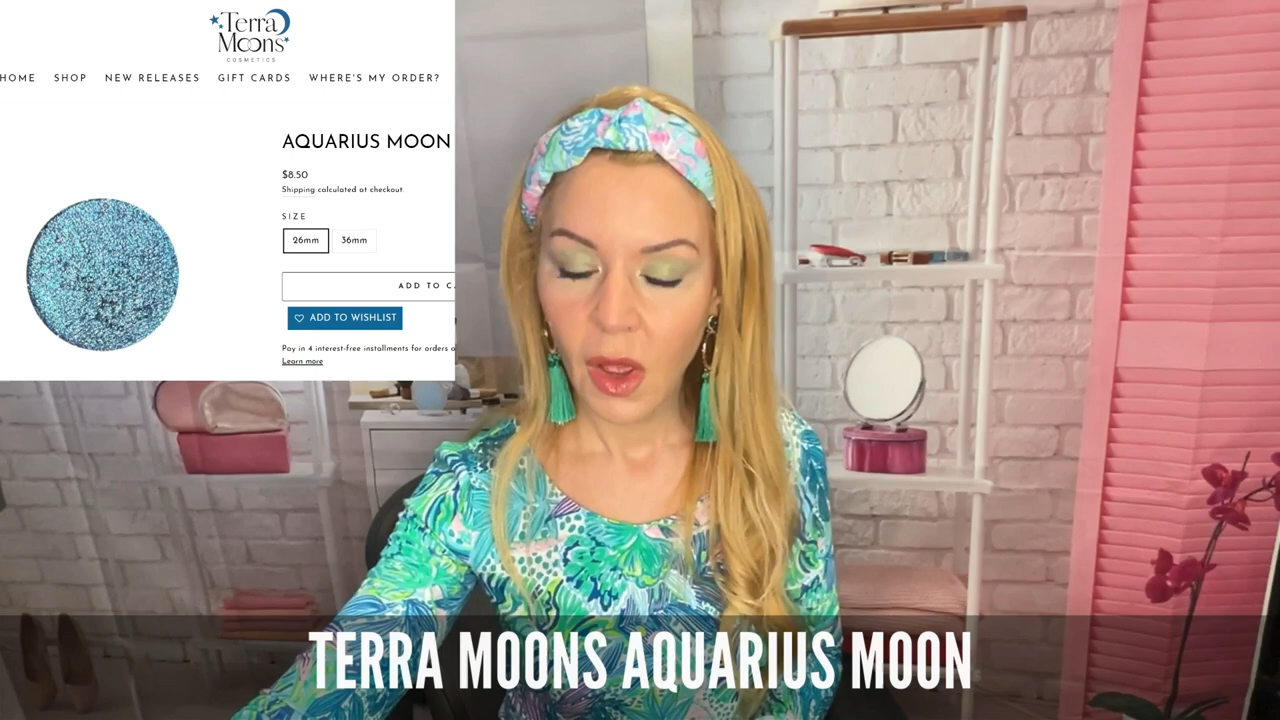 Terra
Moons
COSMETICS
HOME SHOP NEW RELEASES GIFT CARDS WHERE'S MY ORDER?
AQUARIUS MOON
$8.50
Shipping calculated at checkout.
SIZE
26mm 36mm
ADD TO
ADD TO WISHLIST
Pay in 4 interest-free installments for orders
Learn more
TERRA MOONS AQUARIUS MOON